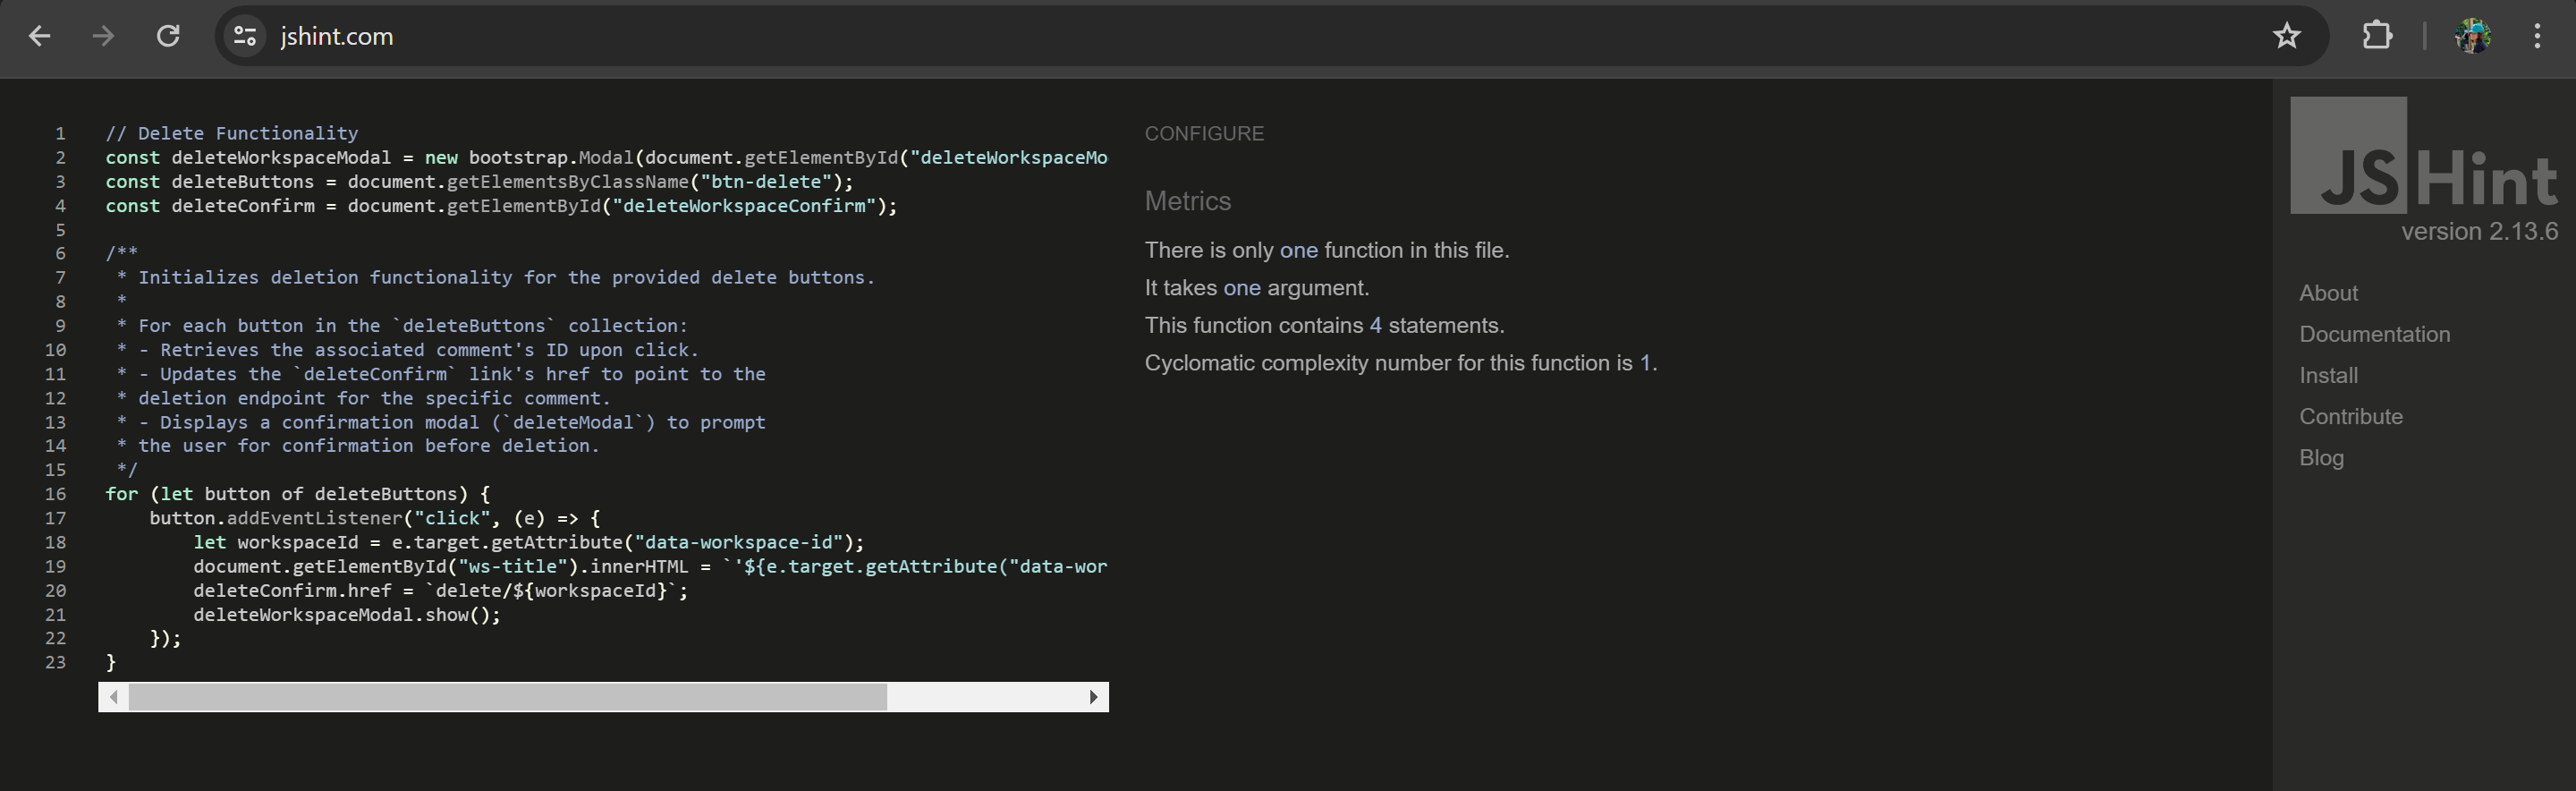 jshint.com
1 // Delete Functionality
2 const deleteWorkspaceModal = new bootstrap.Modal(document.getElementById("deleteWorkspaceMo
3 const deleteButtons = document.getElementsByClassName("btn-delete");
4 const deleteConfirm = document.getElementById("deleteWorkspaceConfirm");
5
6 /**
7  * Initializes deletion functionality for the provided delete buttons.
8  *
9  * For each button in the `deleteButtons` collection:
10  * - Retrieves the associated comment's ID upon click.
11  * - Updates the `deleteConfirm` link's href to point to the
12  * deletion endpoint for the specific comment.
13  * - Displays a confirmation modal (`deleteModal`) to prompt
14  * the user for confirmation before deletion.
15  */
16 for (let button of deleteButtons) {
17     button.addEventListener("click", (e) => {
18         let workspaceId = e.target.getAttribute("data-workspace-id");
19         document.getElementById("ws-title").innerHTML = `'${e.target.getAttribute("data-wor
20         deleteConfirm.href = `delete/${workspaceId}`;
21         deleteWorkspaceModal.show();
22     });
23 }
CONFIGURE
Metrics
There is only one function in this file.
It takes one argument.
This function contains 4 statements.
Cyclomatic complexity number for this function is 1.
JSHint
version 2.13.6
About
Documentation
Install
Contribute
Blog